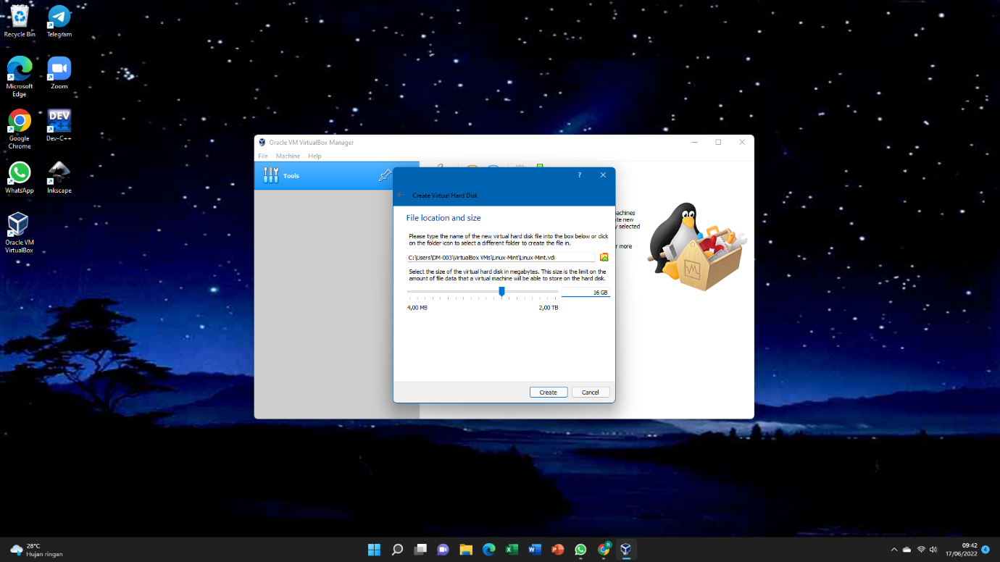 Recycle Bin
Telegram
Microsoft
Edge
Zoom
Google
Chrome
DEV
C++
Dev-C++
WhatsApp
Inkscape
Oracle VM
VirtualBox
Oracle VM VirtualBox Manager
File Machine Help
Tools
?
Create Virtual Hard Disk
File location and size
Please type the name of the new virtual hard disk file into the box below or click
on the folder icon to select a different folder to create the file in.
C:\Users\DM-003\VirtualBox VMs\Linux-Mint\Linux-Mint.vdi
Select the size of the virtual hard disk in megabytes. This size is the limit on the
amount of file data that a virtual machine will be able to store on the hard disk.
16 GB
4,00 MB
2,00 TB
Create
Cancel
achines
te new
y selected
r more
28°C
Hujan ringan
R
09:42
17/06/2022
4